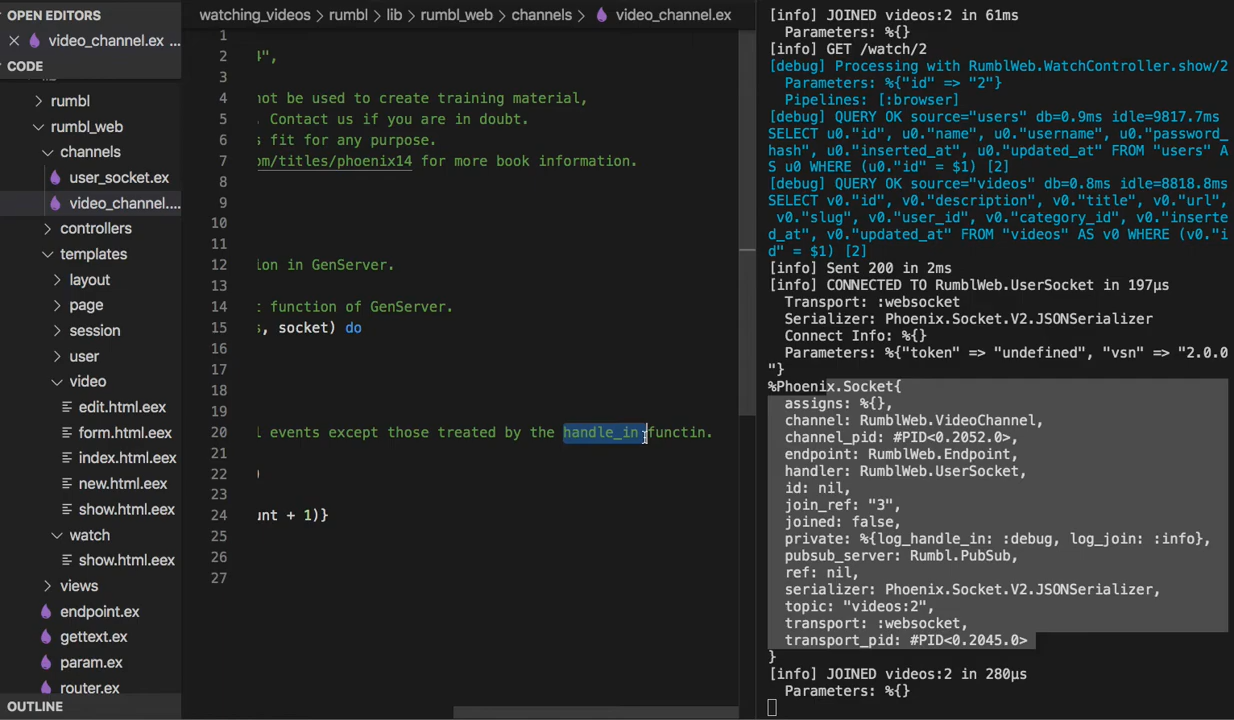 OPEN EDITORS
video_channel.ex ...
CODE
rumbl
rumbl_web
channels
user_socket.ex
video_channel....
controllers
templates
layout
page
session
user
video
edit.html.eex
form.html.eex
index.html.eex
new.html.eex
show.html.eex
watch
show.html.eex
views
endpoint.ex
gettext.ex
param.ex
router.ex
OUTLINE
watching_videos > rumbl > lib > rumbl_web > channels > video_channel.ex
1
2 4",
3
4 not be used to create training material,
5 . Contact us if you are in doubt.
6 s fit for any purpose.
7 om/titles/phoenix14 for more book information.
8
9
10
11
12 ion in GenServer.
13
14 t function of GenServer.
15 s, socket) do
16
17
18
19
20 l events except those treated by the handle_in functin.
21
22 )
23
24 unt + 1)}
25
26
27
[info] JOINED videos:2 in 61ms
Parameters: %{}
[info] GET /watch/2
[debug] Processing with RumblWeb.WatchController.show/2
Parameters: %{"id" => "2"}
Pipelines: [:browser]
[debug] QUERY OK source="users" db=0.9ms idle=9817.7ms
SELECT u0."id", u0."name", u0."username", u0."password_
hash", u0."inserted_at", u0."updated_at" FROM "users" A
S u0 WHERE (u0."id" = $1) [2]
[debug] QUERY OK source="videos" db=0.8ms idle=8818.8ms
SELECT v0."id", v0."description", v0."title", v0."url",
v0."slug", v0."user_id", v0."category_id", v0."inserte
d_at", v0."updated_at" FROM "videos" AS v0 WHERE (v0."i
d" = $1) [2]
[info] Sent 200 in 2ms
[info] CONNECTED TO RumblWeb.UserSocket in 197µs
Transport: :websocket
Serializer: Phoenix.Socket.V2.JSONSerializer
Connect Info: %{}
Parameters: %{"token" => "undefined", "vsn" => "2.0.0
"}
%Phoenix.Socket{
assigns: %{},
channel: RumblWeb.VideoChannel,
channel_pid: #PID<0.2052.0>,
endpoint: RumblWeb.Endpoint,
handler: RumblWeb.UserSocket,
id: nil,
join_ref: "3",
joined: false,
private: %{log_handle_in: :debug, log_join: :info},
pubsub_server: Rumbl.PubSub,
ref: nil,
serializer: Phoenix.Socket.V2.JSONSerializer,
topic: "videos:2",
transport: :websocket,
transport_pid: #PID<0.2045.0>
}
[info] JOINED videos:2 in 280µs
Parameters: %{}